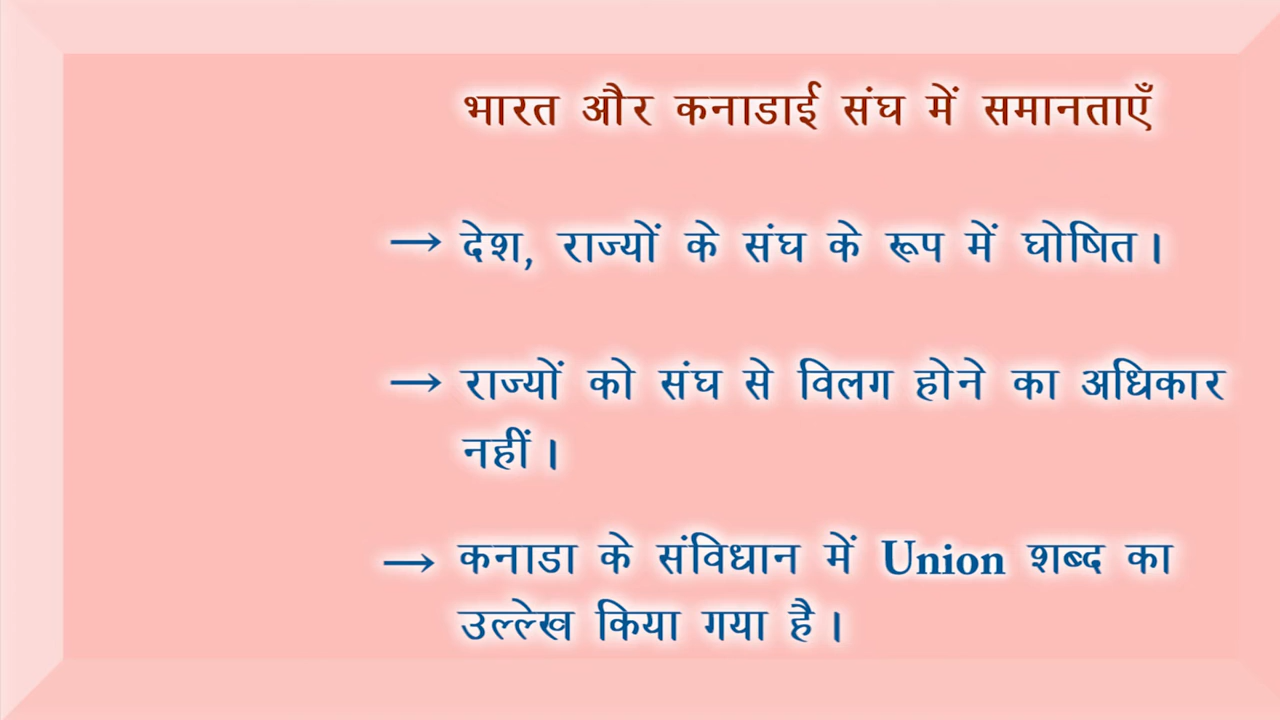 भारत और कनाडाई संघ में समानताएँ
→ देश, राज्यों के संघ के रूप में घोषित।
→ राज्यों को संघ से विलग होने का अधिकार
नहीं।
→ कनाडा के संविधान में Union शब्द का
उल्लेख किया गया है।